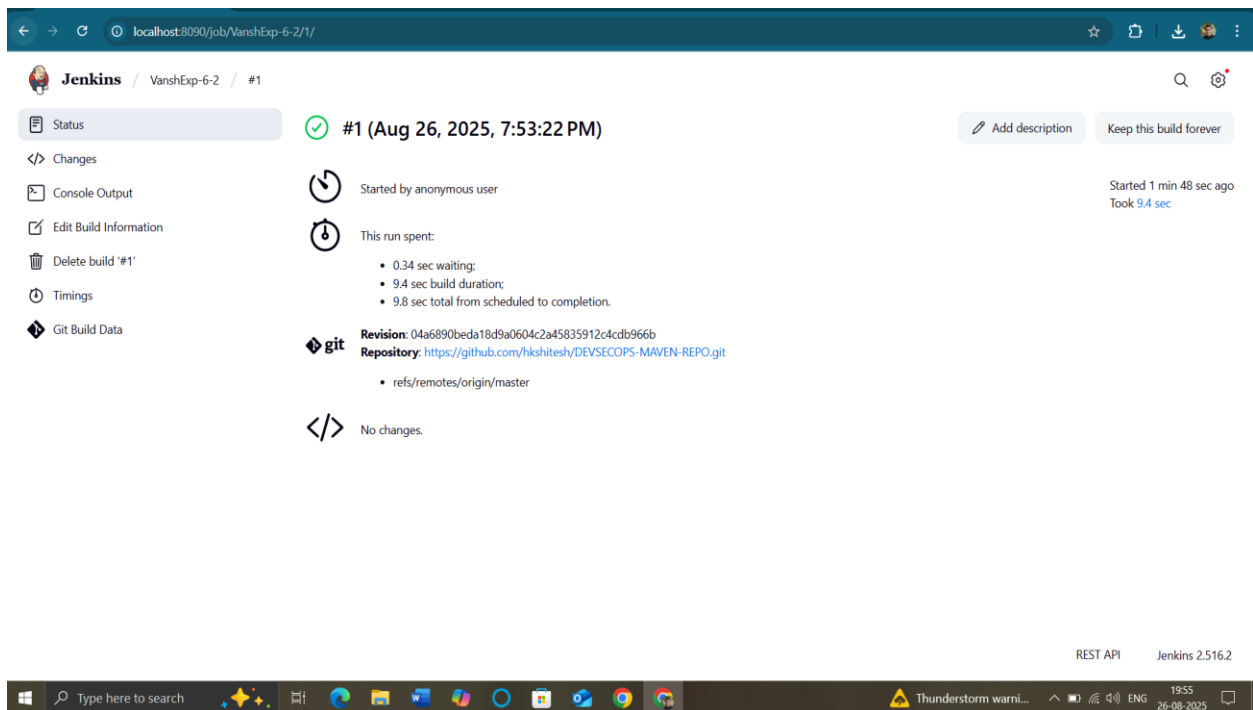 localhost:8090/job/VanshExp-6-2/1/
Jenkins / VanshExp-6-2 / #1
Status
Changes
Console Output
Edit Build Information
Delete build '#1'
Timings
Git Build Data
#1 (Aug 26, 2025, 7:53:22 PM)
Add description
Keep this build forever
Started by anonymous user
Started 1 min 48 sec ago
Took 9.4 sec
This run spent:
• 0.34 sec waiting;
• 9.4 sec build duration;
• 9.8 sec total from scheduled to completion.
git
Revision: 04a6890beda18d9a0604c2a45835912c4cdb966b
Repository: https://github.com/hkshitesh/DEVSECOPS-MAVEN-REPO.git
• refs/remotes/origin/master
No changes.
REST API
Jenkins 2.516.2
Type here to search
Thunderstorm warni...
ENG
19:55
26-08-2025